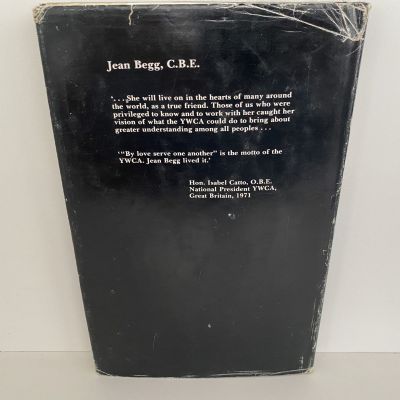 Jean Begg, C.B.E.
'. . . She will live on in the hearts of many around
the world, as a true friend. Those of us who were
privileged to know and to work with her caught her
vision of what the YWCA could do to bring about
greater understanding among all peoples . . .
'"By love serve one another" is the motto of the
YWCA. Jean Begg lived it.'
Hon. Isabel Catto, O.B.E.
National President YWCA,
Great Britain, 1971